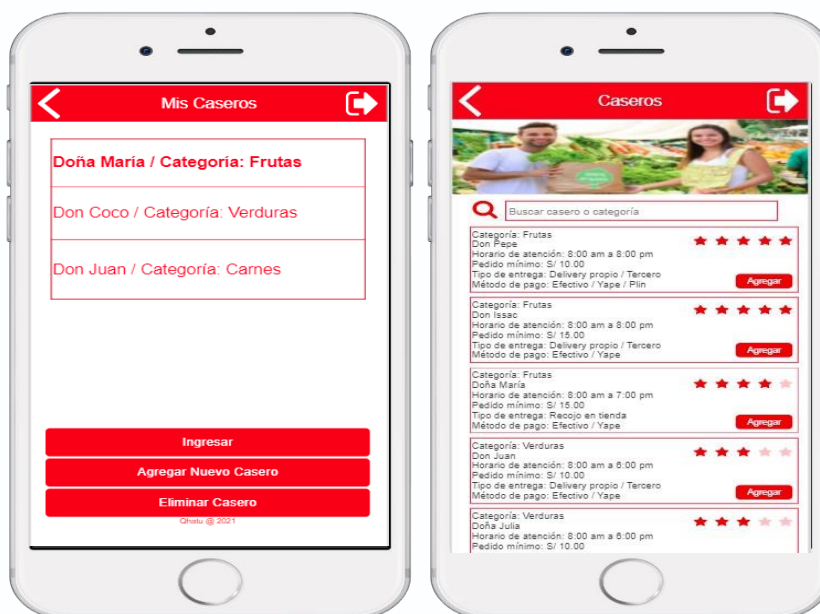 Mis Caseros
Doña María / Categoría: Frutas
Don Coco / Categoría: Verduras
Don Juan / Categoría: Carnes
Ingresar
Agregar Nuevo Casero
Eliminar Casero
Qhatu @ 2021
Caseros
Buscar casero o categoría
Categoría: Frutas
Don Pepe
Horario de atención: 8:00 am a 8:00 pm
Pedido mínimo: S/ 10.00
Tipo de entrega: Delivery propio / Tercero
Método de pago: Efectivo / Yape / Plin
Agregar
Categoría: Frutas
Don Issac
Horario de atención: 8:00 am a 8:00 pm
Pedido mínimo: S/ 15.00
Tipo de entrega: Delivery propio / Tercero
Método de pago: Efectivo / Yape
Agregar
Categoría: Frutas
Doña María
Horario de atención: 8:00 am a 7:00 pm
Pedido mínimo: S/ 15.00
Tipo de entrega: Recojo en tienda
Método de pago: Efectivo / Yape
Agregar
Categoría: Verduras
Don Juan
Horario de atención: 8:00 am a 6:00 pm
Pedido mínimo: S/ 10.00
Tipo de entrega: Delivery propio / Tercero
Método de pago: Efectivo / Yape
Agregar
Categoría: Verduras
Doña Julia
Horario de atención: 8:00 am a 6:00 pm
Pedido mínimo: S/ 10.00